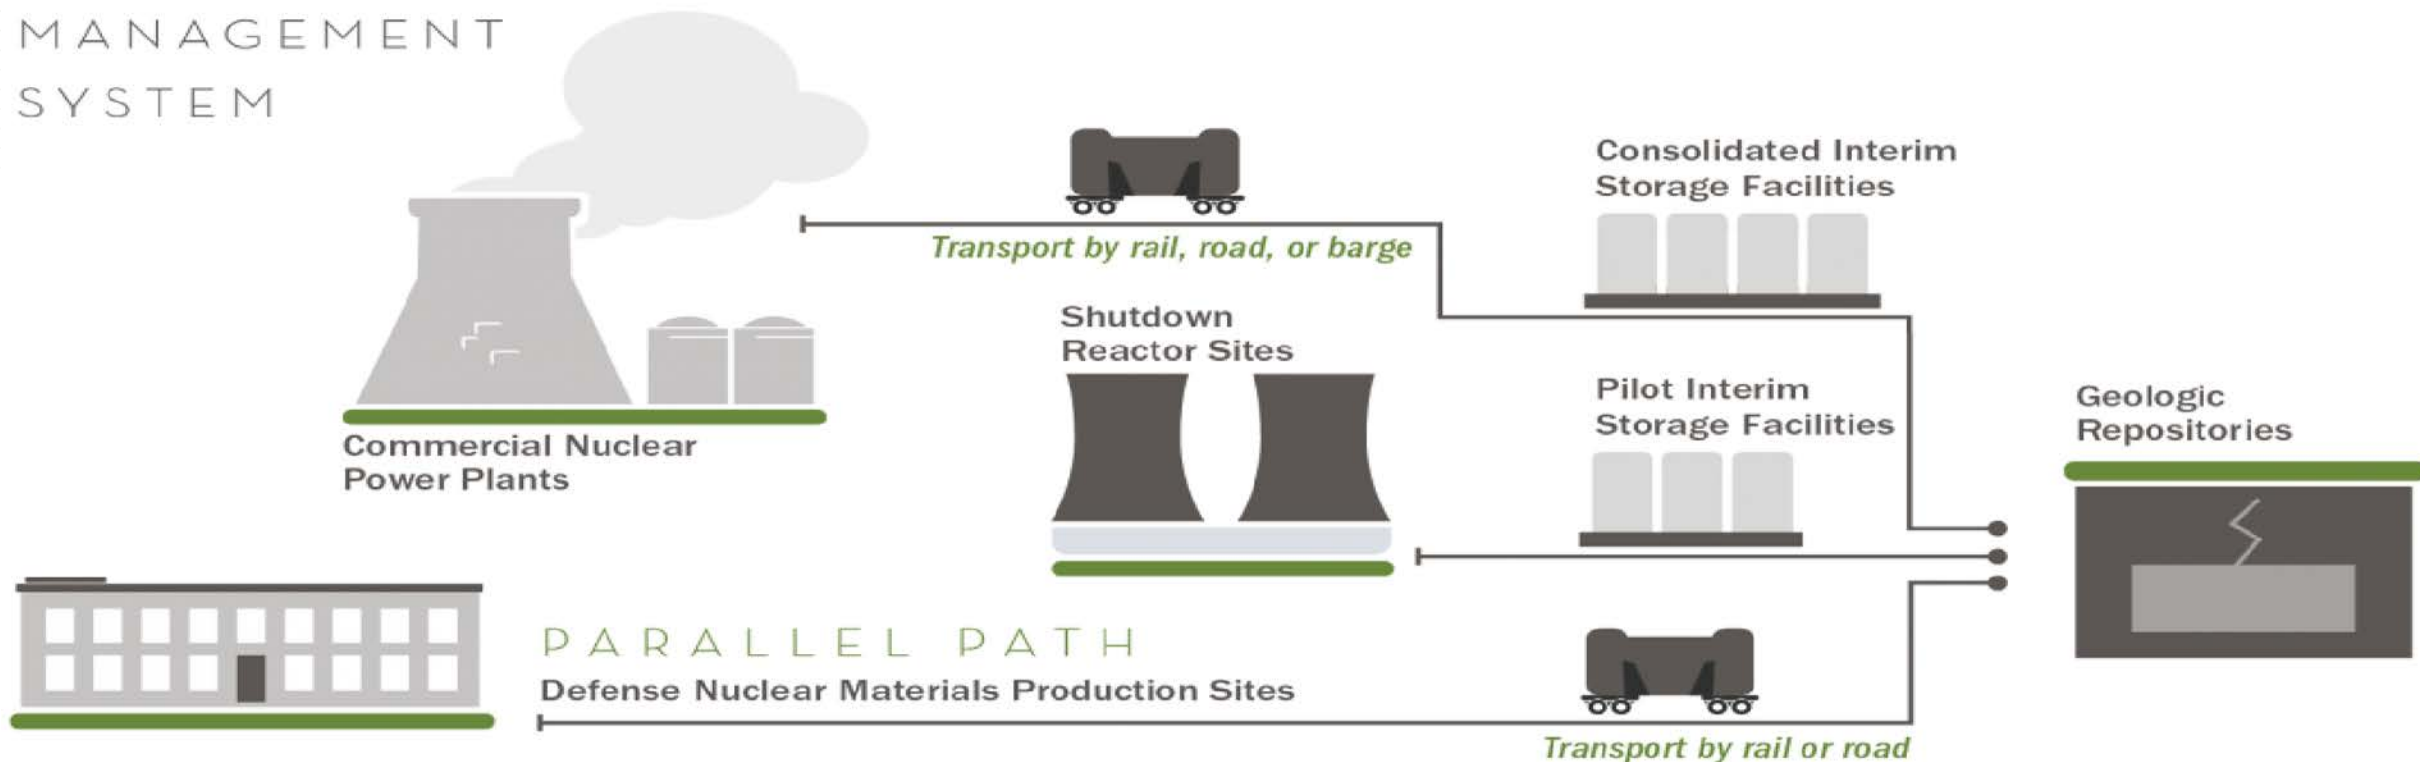 MANAGEMENT
SYSTEM
Transport by rail, road, or barge
Consolidated Interim
Storage Facilities
Shutdown
Reactor Sites
Pilot Interim
Storage Facilities
Geologic
Repositories
Commercial Nuclear
Power Plants
PARALLEL PATH
Defense Nuclear Materials Production Sites
Transport by rail or road